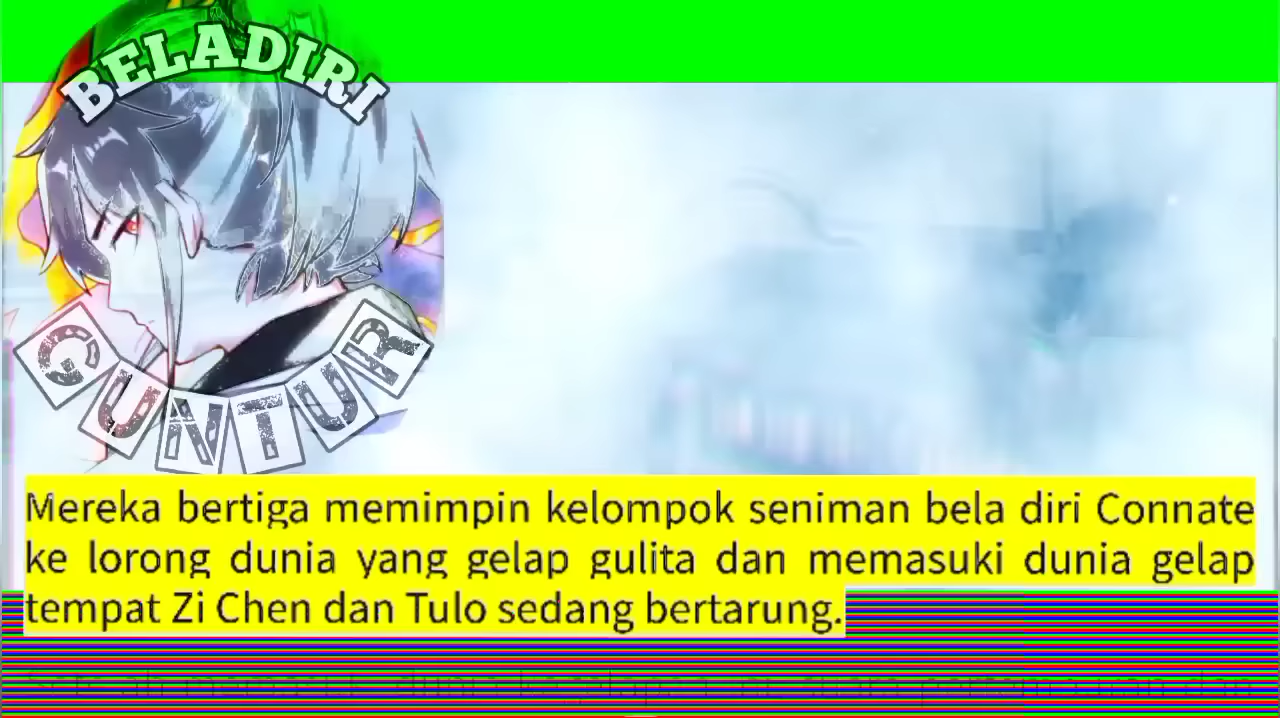 BELADIRI
GUNTUR
Mereka bertiga memimpin kelompok seniman bela diri Connate
ke lorong dunia yang gelap gulita dan memasuki dunia gelap
tempat Zi Chen dan Tulo sedang bertarung.